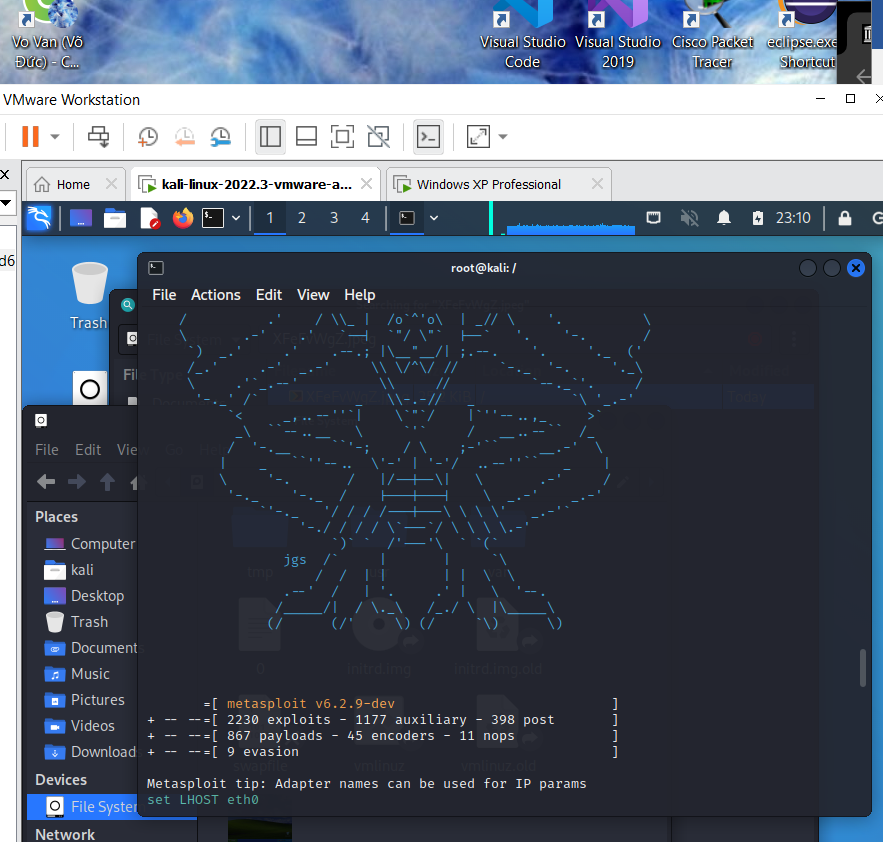 Vo Van (Võ
Đức) - C...
Visual Studio
Code
Visual Studio
2019
Cisco Packet
Tracer
eclipse.exe
Shortcut
VMware Workstation
Home
kali-linux-2022.3-vmware-a...
Windows XP Professional
1 2 3 4
23:10
d6
Trash
root@kali: /
File Actions Edit View Help
File Edit
Places
Computer
kali
Desktop
Trash
Document
Music
Pictures
Videos
Download
Devices
File System
Network
jgs
tmp
0
initrd.img
initrd.img.old
swapfile
vmlinuz
vmlinuz.old
=[ metasploit v6.2.9-dev ]
+ -- --=[ 2230 exploits - 1177 auxiliary - 398 post ]
+ -- --=[ 867 payloads - 45 encoders - 11 nops ]
+ -- --=[ 9 evasion ]
Metasploit tip: Adapter names can be used for IP params
set LHOST eth0